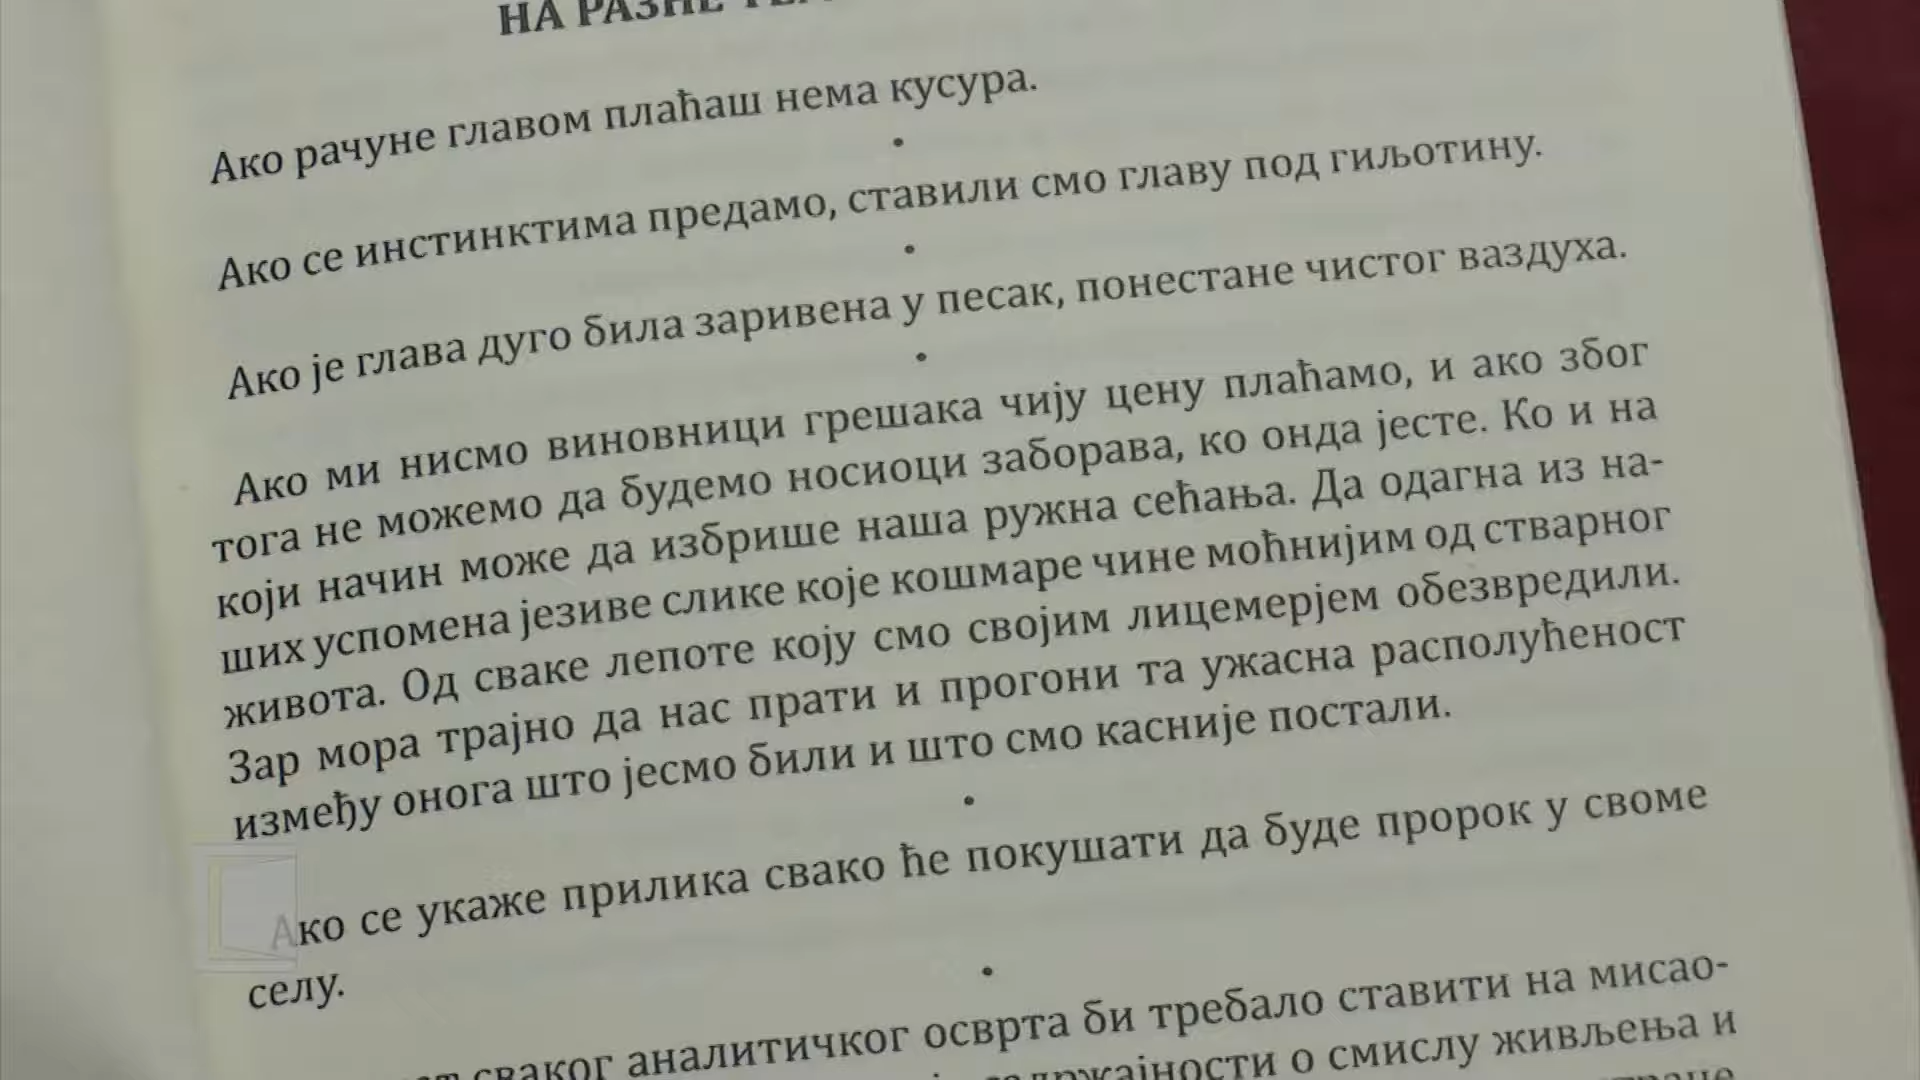 НА РАЗНЕ
Ако рачуне главом плаћаш нема кусура.
•
Ако се инстинктима предамо, ставили смо главу под гиљотину.
•
Ако је глава дуго била заривена у песак, понестане чистог ваздуха.
•
Ако ми нисмо виновници грешака чију цену плаћамо, и ако због
тога не можемо да будемо носиоци заборава, ко онда јесте. Ко и на
који начин може да избрише наша ружна сећања. Да одагна из на-
ших успомена језиве слике које кошмаре чине моћнијим од стварног
живота. Од сваке лепоте коју смо својим лицемерјем обезвредили.
Зар мора трајно да нас прати и прогони та ужасна располућеност
између онога што јесмо били и што смо касније постали.
•
Ако се укаже прилика свако ће покушати да буде пророк у своме
селу.
•
сваког аналитичког осврта би требало ставити на мисао-
о смислу живљења и